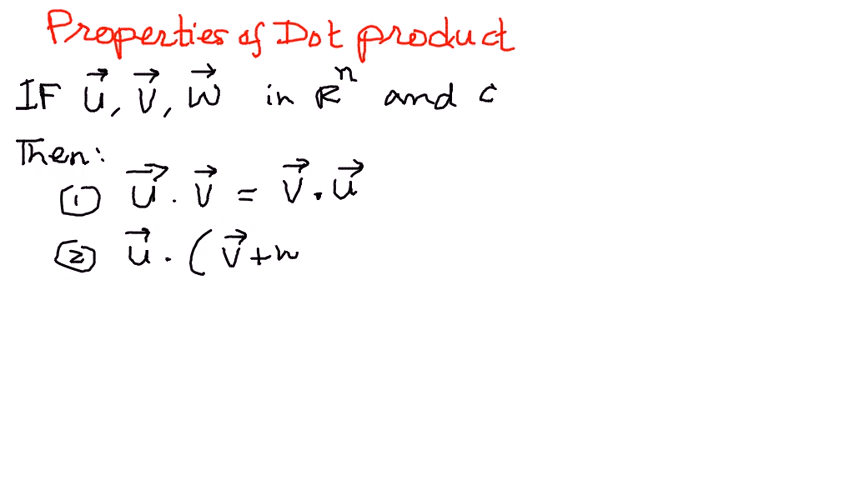 Properties of Dot product
IF u⃗, v⃗, w⃗ in Rⁿ and c
Then:
① u⃗ . v⃗ = v⃗ . u⃗
② u⃗ . ( v⃗ + w